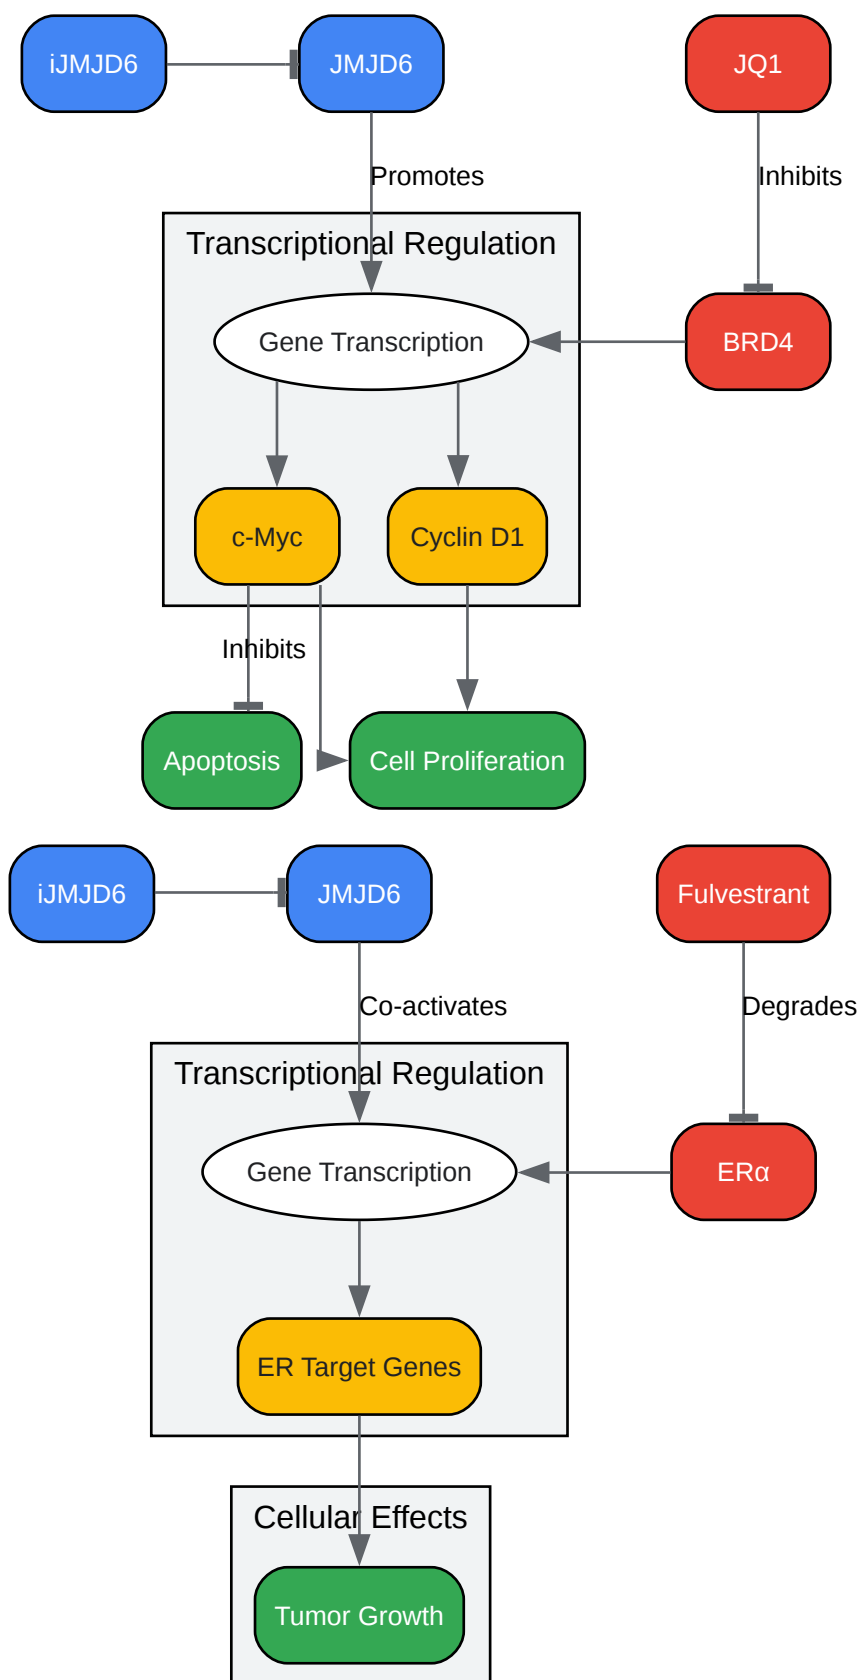 iJMJD6
JMJD6
JQ1
Promotes
Inhibits
Transcriptional Regulation
Gene Transcription
BRD4
c-Myc
Cyclin D1
Inhibits
Apoptosis
Cell Proliferation
iJMJD6
JMJD6
Fulvestrant
Co-activates
Degrades
Transcriptional Regulation
Gene Transcription
ERα
ER Target Genes
Cellular Effects
Tumor Growth